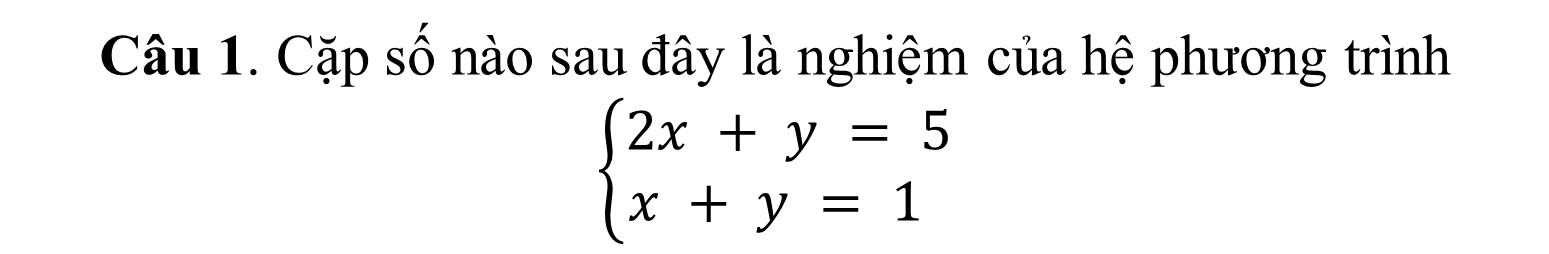 Câu 1. Cặp số nào sau đây là nghiệm của hệ phương trình
2x + y = 5
x + y = 1